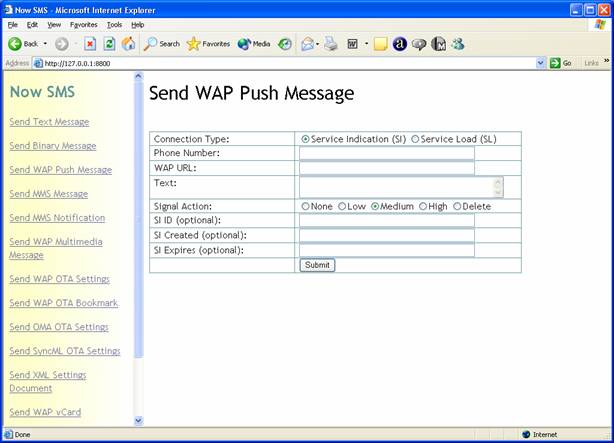 Now SMS - Microsoft Internet Explorer
File Edit View Favorites Tools Help
Back Search Favorites Media
Address http://127.0.0.1:8800 Go Links »
Now SMS
Send Text Message
Send Binary Message
Send WAP Push Message
Send MMS Message
Send MMS Notification
Send WAP Multimedia
Message
Send WAP OTA Settings
Send WAP OTA Bookmark
Send OMA OTA Settings
Send SyncML OTA Settings
Send XML Settings
Document
Send WAP vCard
Send WAP Push Message
Connection Type: Service Indication (SI) Service Load (SL)
Phone Number:
WAP URL:
Text:
Signal Action: None Low Medium High Delete
SI ID (optional):
SI Created (optional):
SI Expires (optional):
Submit
Done Internet